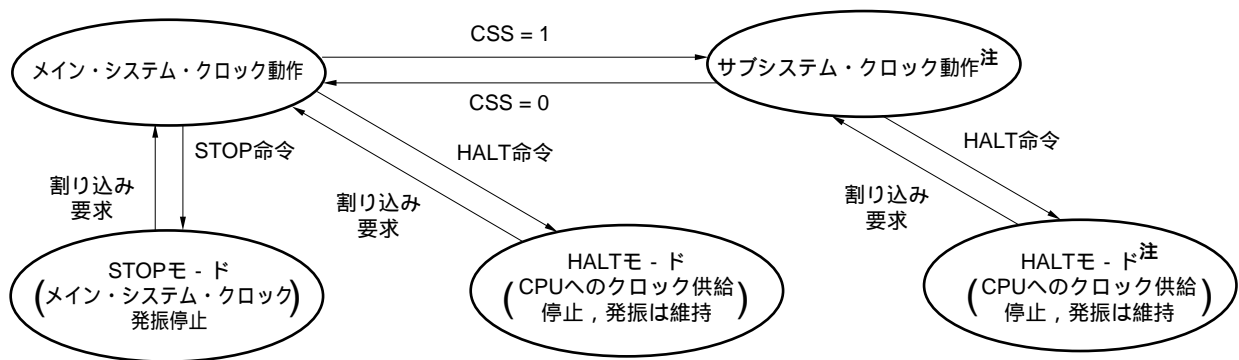 CSS = 1
メイン・システム・クロック動作
サブシステム・クロック動作注
CSS = 0
STOP命令
HALT命令
HALT命令
割り込み
要求
割り込み
要求
割り込み
要求
STOPモ - ド
(メイン・システム・クロック)
発振停止
HALTモ - ド
(CPUへのクロック供給)
停止，発振は維持
HALTモ - ド注
(CPUへのクロック供給)
停止，発振は維持